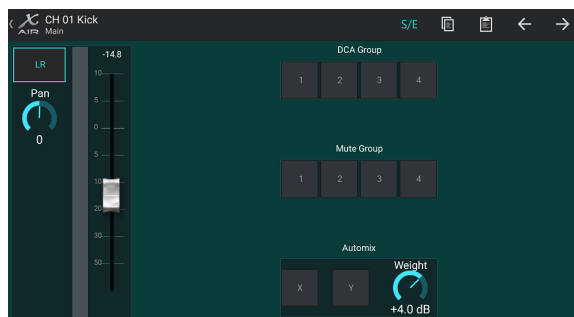 X AIR
CH 01 Kick
Main
S/E
LR
Pan
0
-14.8
10
5
0
5
10
20
30
50
DCA Group
1 2 3 4
Mute Group
1 2 3 4
Automix
X Y
Weight
+4.0 dB